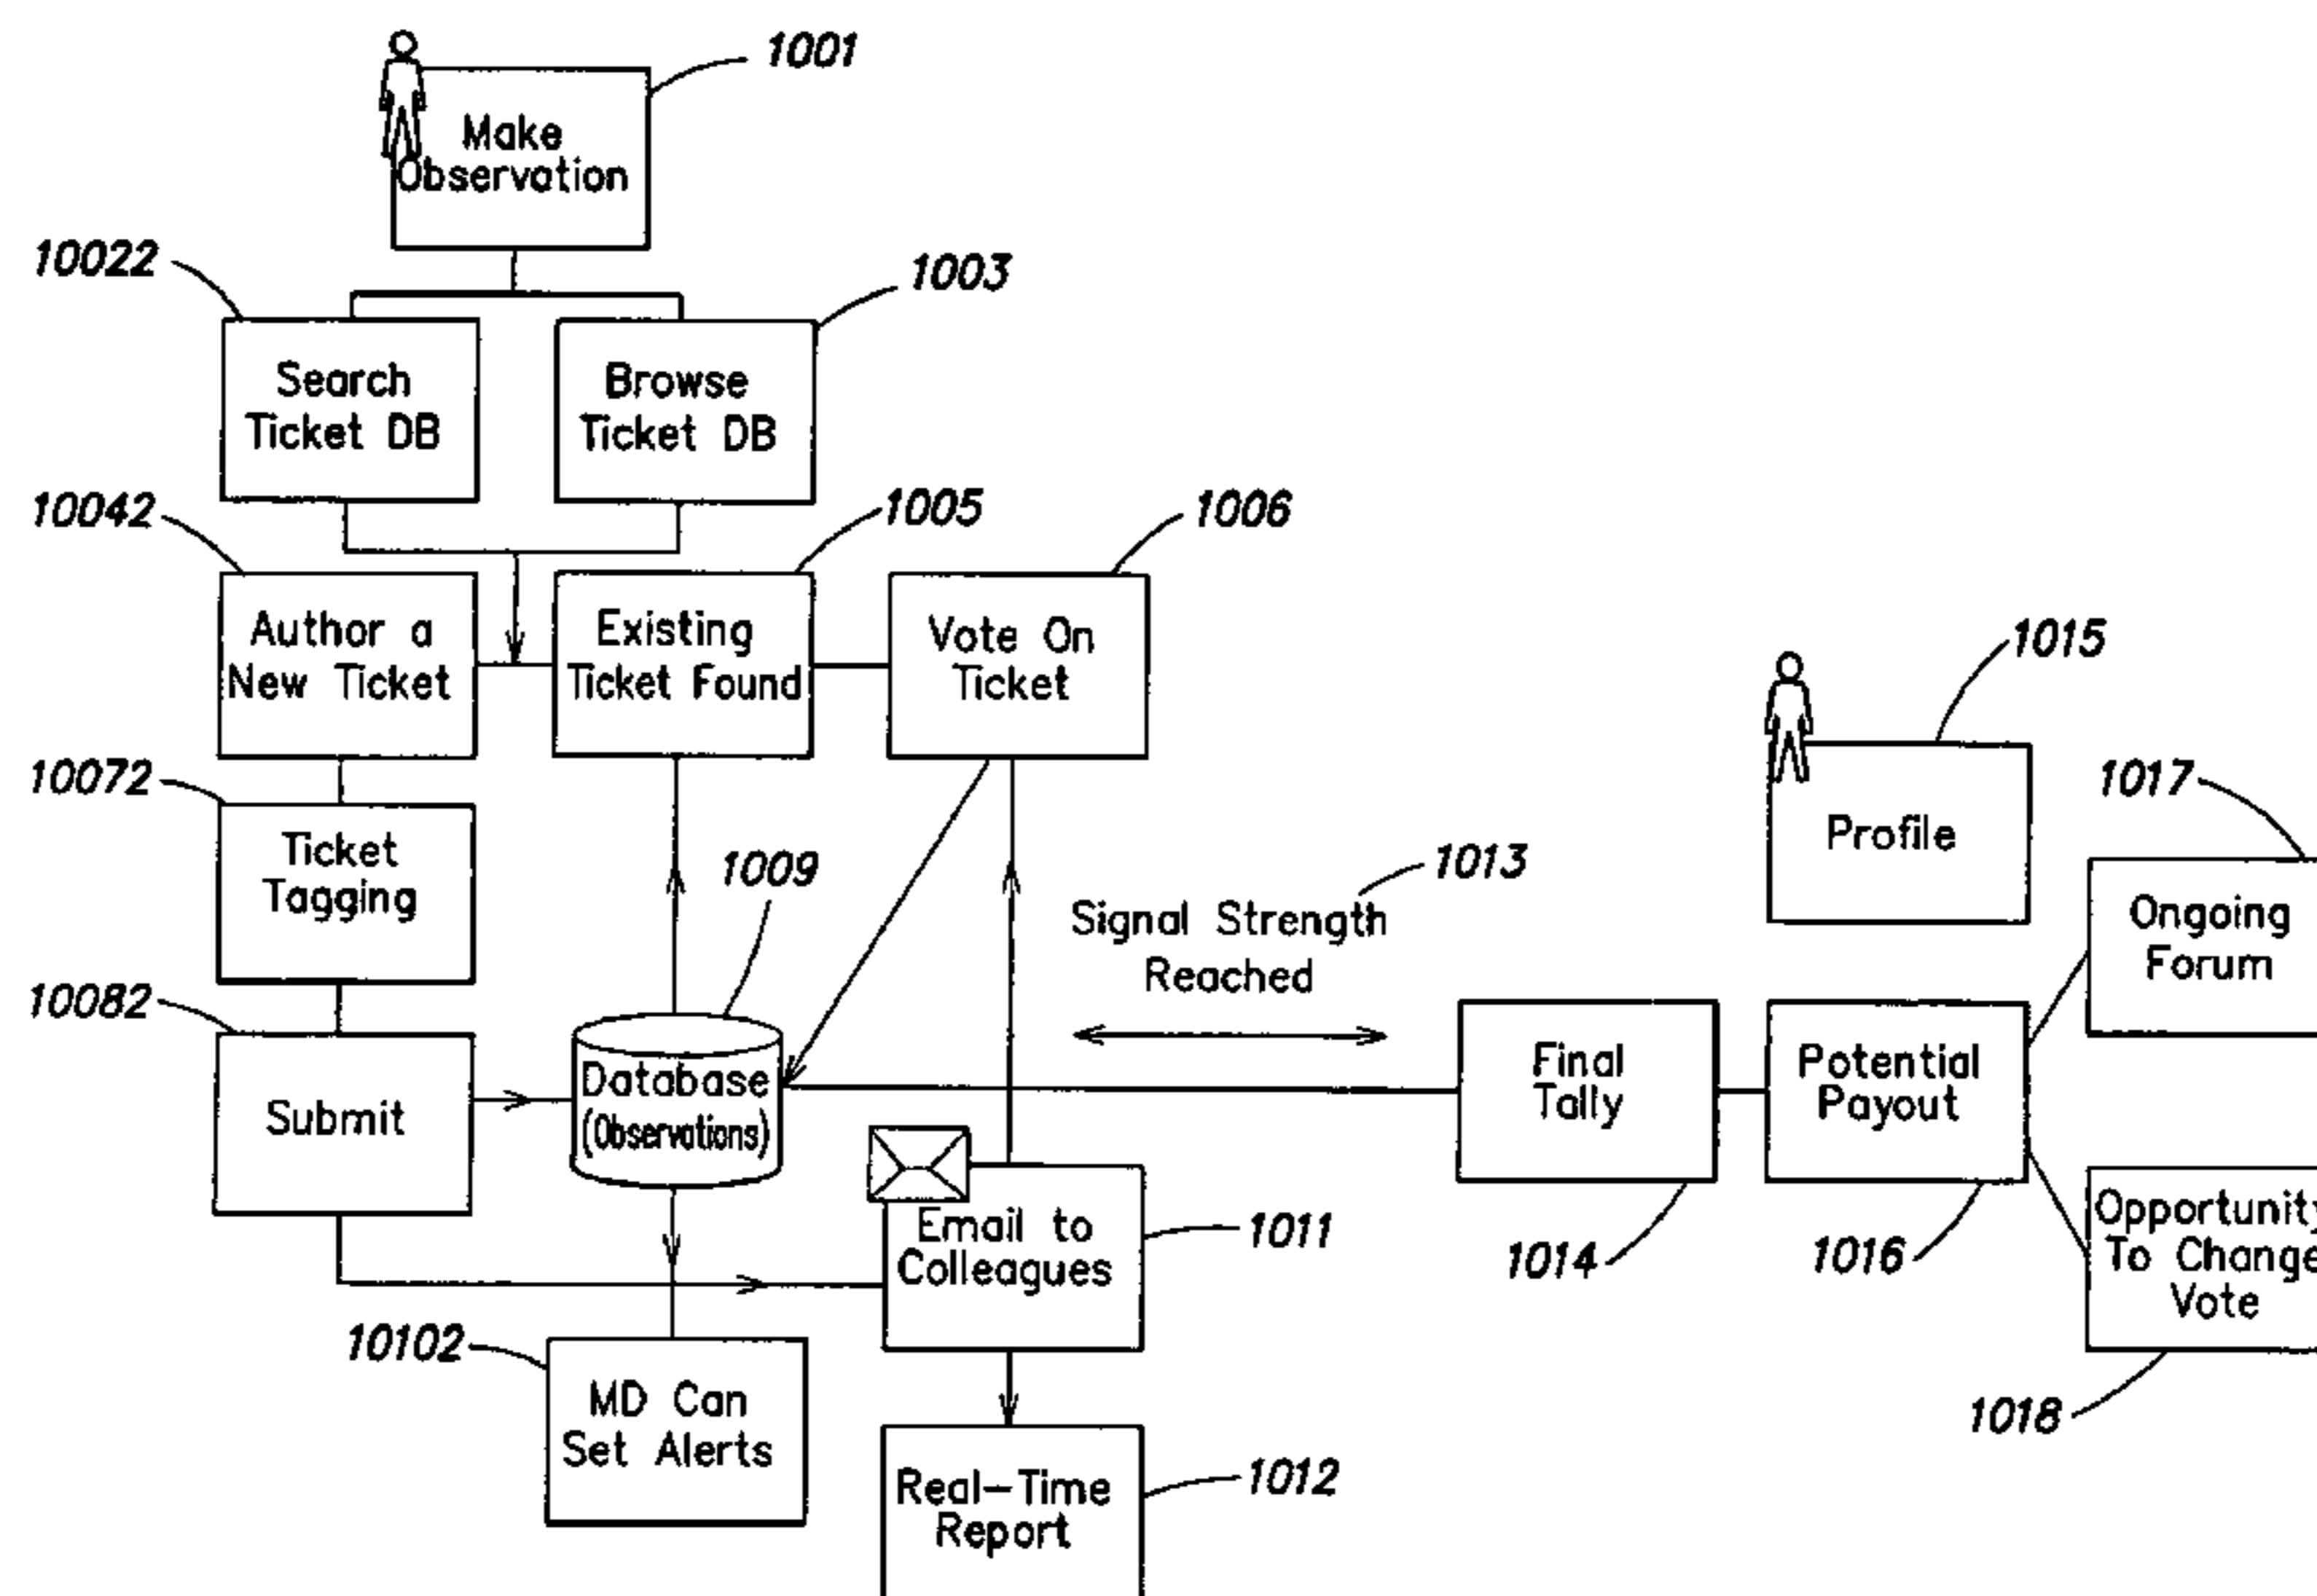 1001
Make
Observation
10022
1003
Search
Ticket DB
Browse
Ticket DB
10042
1005
1006
Author a
New Ticket
Existing
Ticket Found
Vote On
Ticket
1015
Profile
10072
Ticket
Tagging
1009
1013
Signal Strength
Reached
1017
Ongoing
Forum
10082
Submit
Database
(Observations)
Final
Tally
Potential
Payout
Email to
Colleagues
1011
1014
1016
Opportunity
To Change
Vote
1018
10102
MD Can
Set Alerts
Real-Time
Report
1012